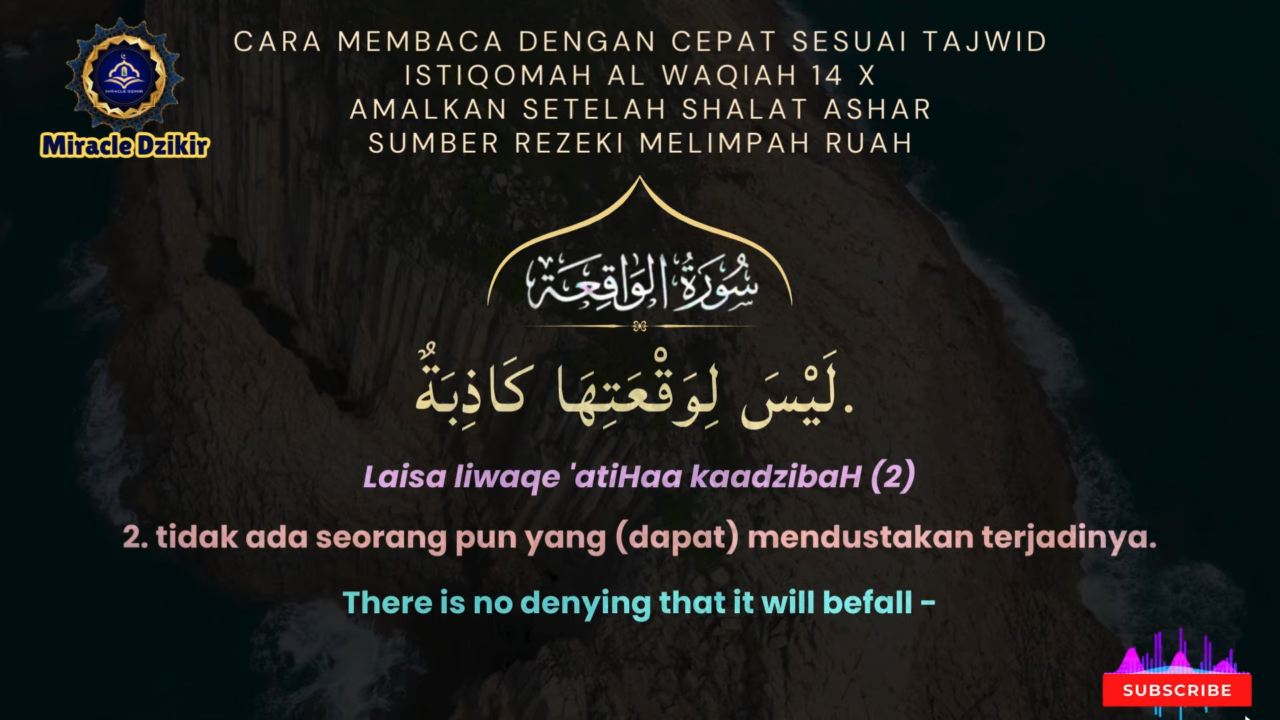 CARA MEMBACA DENGAN CEPAT SESUAI TAJWID
ISTIQOMAH AL WAQIAH 14 X
AMALKAN SETELAH SHALAT ASHAR
SUMBER REZEKI MELIMPAH RUAH
MIRACLE DZIKIR
Miracle Dzikir
سُورَةُ الوَاقِعَة
لَيْسَ لِوَقْعَتِهَا كَاذِبَةٌ.
Laisa liwaqe 'atiHaa kaadzibaH (2)
2. tidak ada seorang pun yang (dapat) mendustakan terjadinya.
There is no denying that it will befall -
SUBSCRIBE